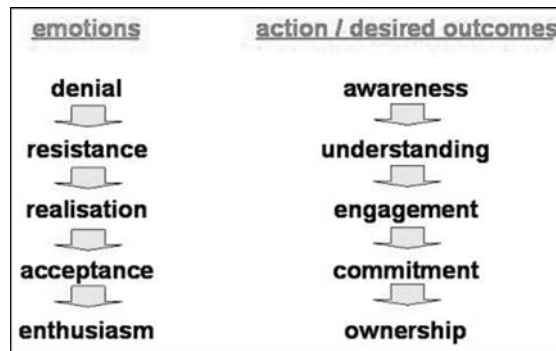 emotions action / desired outcomes
denial awareness
resistance understanding
realisation engagement
acceptance commitment
enthusiasm ownership